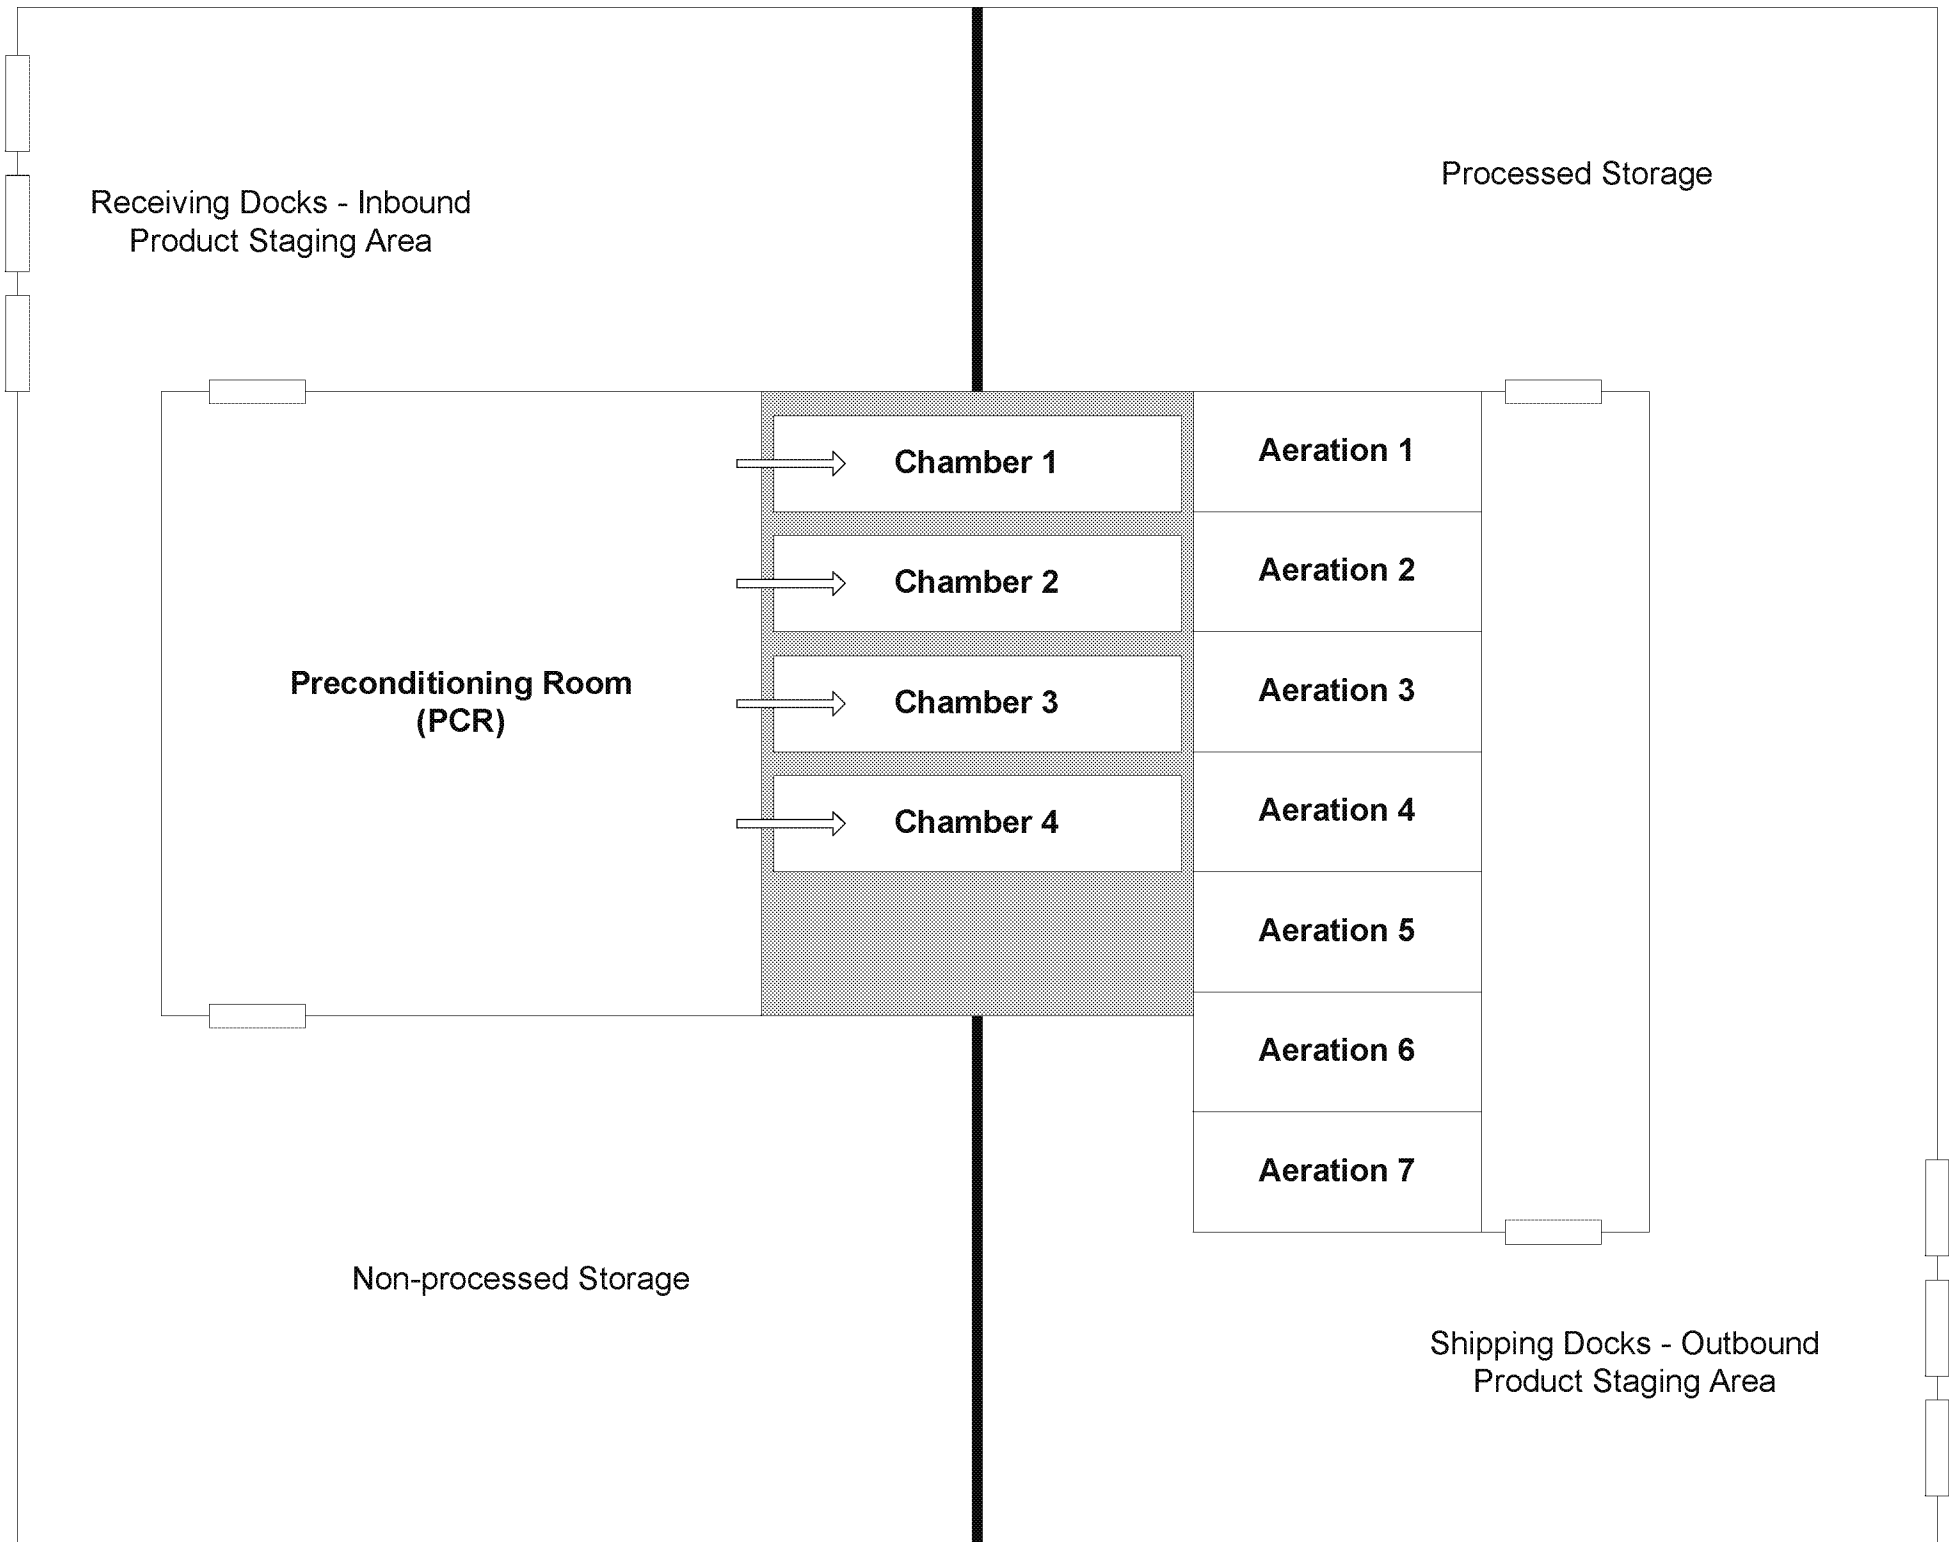 Receiving Docks - Inbound
Product Staging Area
Processed Storage
Preconditioning Room
(PCR)
Chamber 1
Chamber 2
Chamber 3
Chamber 4
Aeration 1
Aeration 2
Aeration 3
Aeration 4
Aeration 5
Aeration 6
Aeration 7
Non-processed Storage
Shipping Docks - Outbound
Product Staging Area